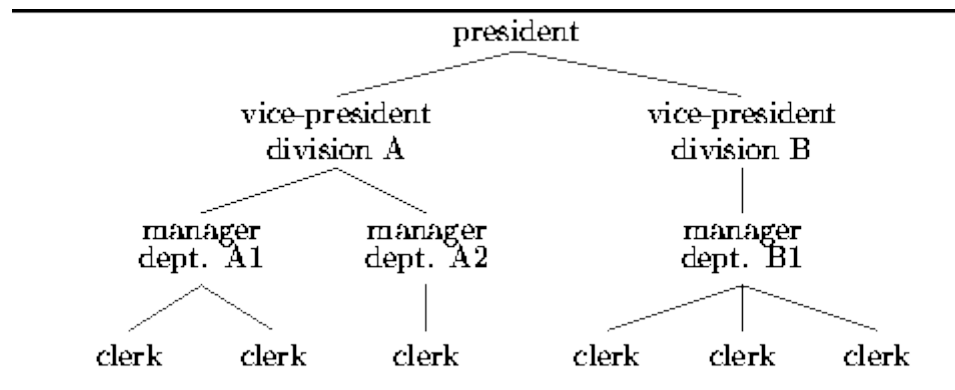 president
vice-president vice-president
division A division B
manager manager manager
dept. A1 dept. A2 dept. B1
clerk clerk clerk clerk clerk clerk